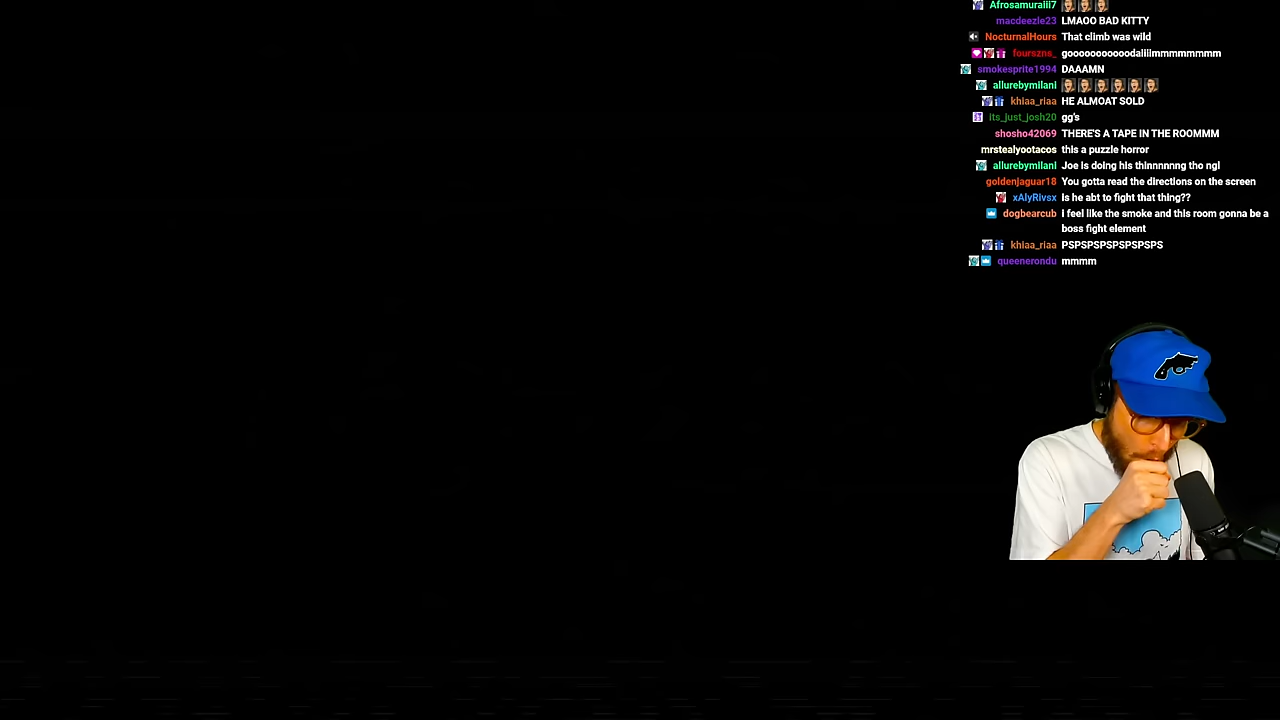 Afrosamuraiii7
macdeezle23 LMAOO BAD KITTY
NocturnalHours That climb was wild
fourszns_ goooooooooodaliiimmmmmmmm
smokesprite1994 DAAAMN
allurebymilani
khiaa_riaa HE ALMOAT SOLD
its_just_josh20 gg's
shosho42069 THERE'S A TAPE IN THE ROOMMM
mrstealyootacos this a puzzle horror
allurebymilani Joe is doing his thinnnnnng tho ngl
goldenjaguar18 You gotta read the directions on the screen
xAlyRivsx Is he abt to fight that thing??
dogbearcub I feel like the smoke and this room gonna be a
boss fight element
khiaa_riaa PSPSPSPSPSPSPSPS
queenerondu mmmm